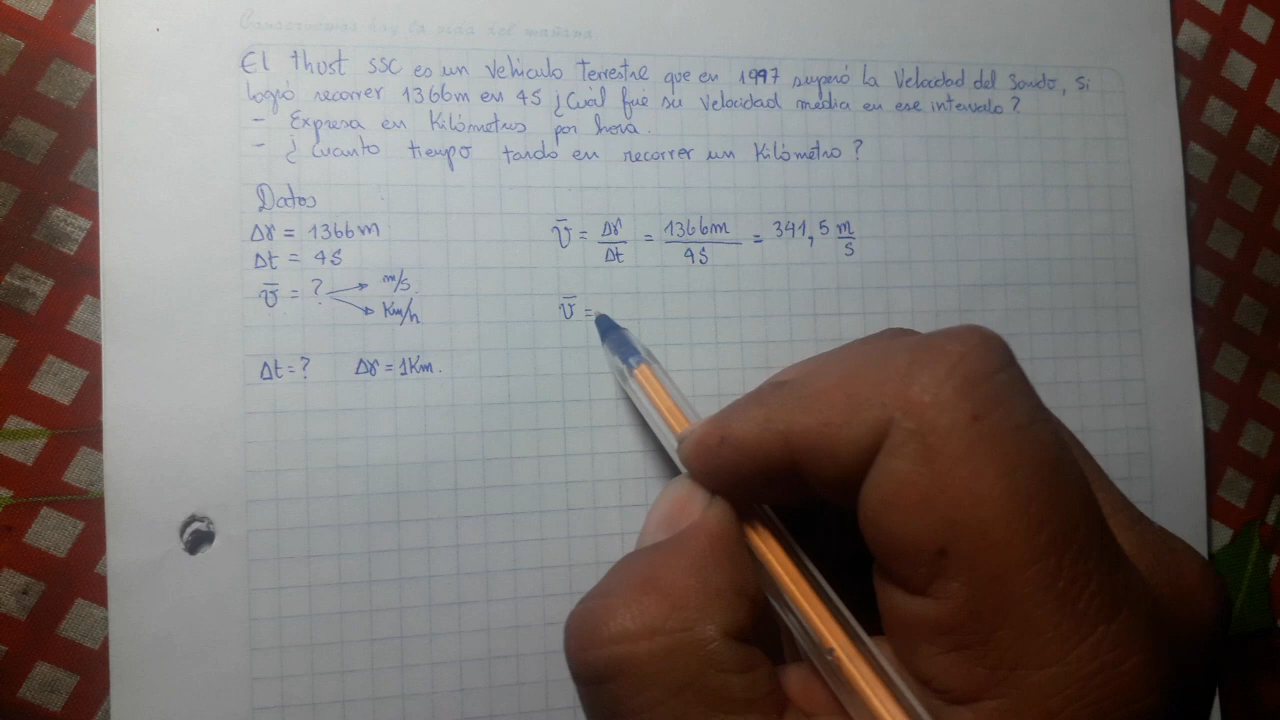 El thust SSC es un Vehiculo Terrestre que en 1997 superó la Velocidad del Sonido, Si
logró recorrer 1366m en 4S ¿Cuál fue su Velocidad media en ese intervalo?
- Expresa en Kilómetros por hora.
- ¿Cuanto tiempo tardo en recorrer un Kilómetro?
Datos
Δr = 1366m
Δt = 4S
v̄ = ? m/s.
Km/h
Δt = ? Δr = 1Km.
v̄ = Δr/Δt = 1366m/4S = 341,5 m/s
v̄ =